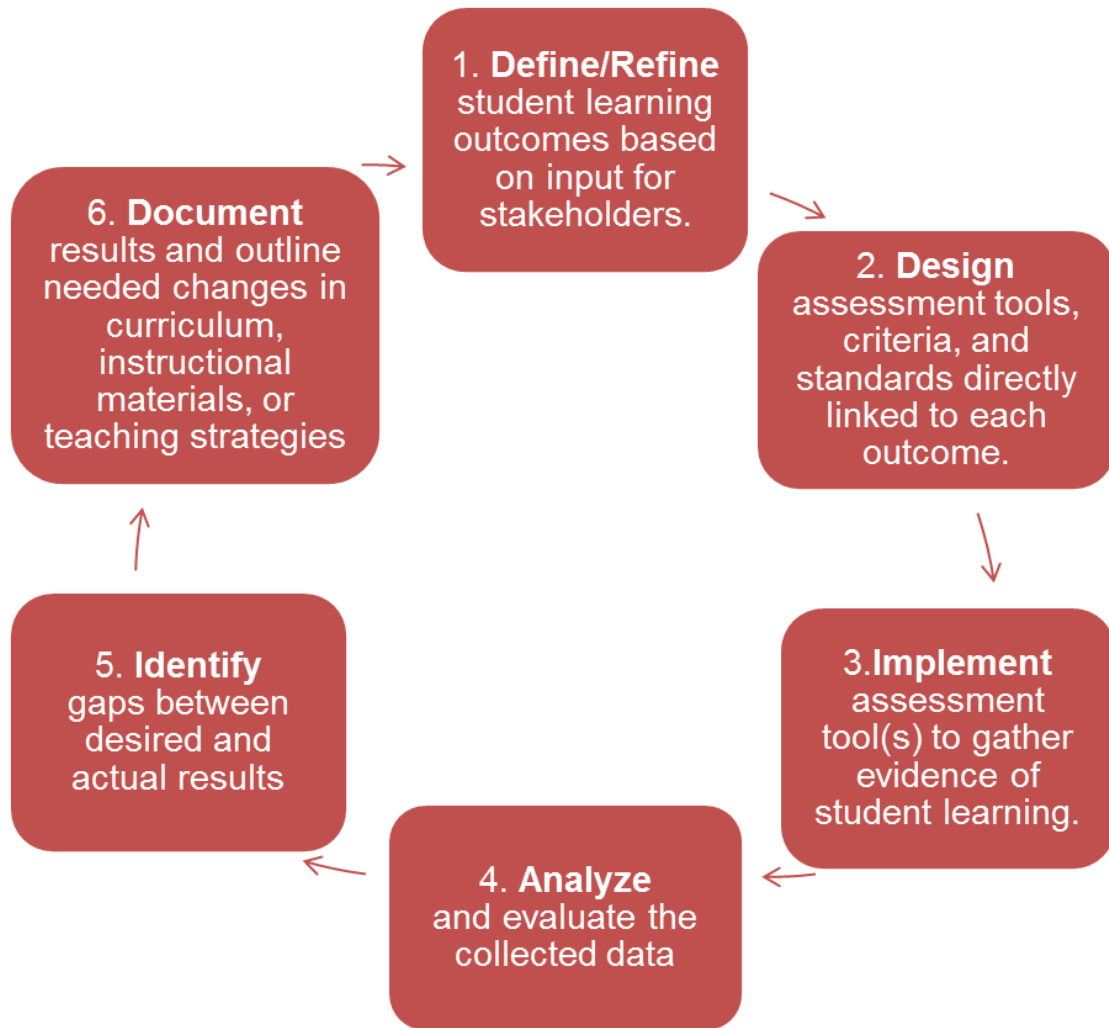 1. Define/Refine
student learning
outcomes based
on input for
stakeholders.
2. Design
assessment tools,
criteria, and
standards directly
linked to each
outcome.
3.Implement
assessment
tool(s) to gather
evidence of
student learning.
4. Analyze
and evaluate the
collected data
5. Identify
gaps between
desired and
actual results
6. Document
results and outline
needed changes in
curriculum,
instructional
materials, or
teaching strategies